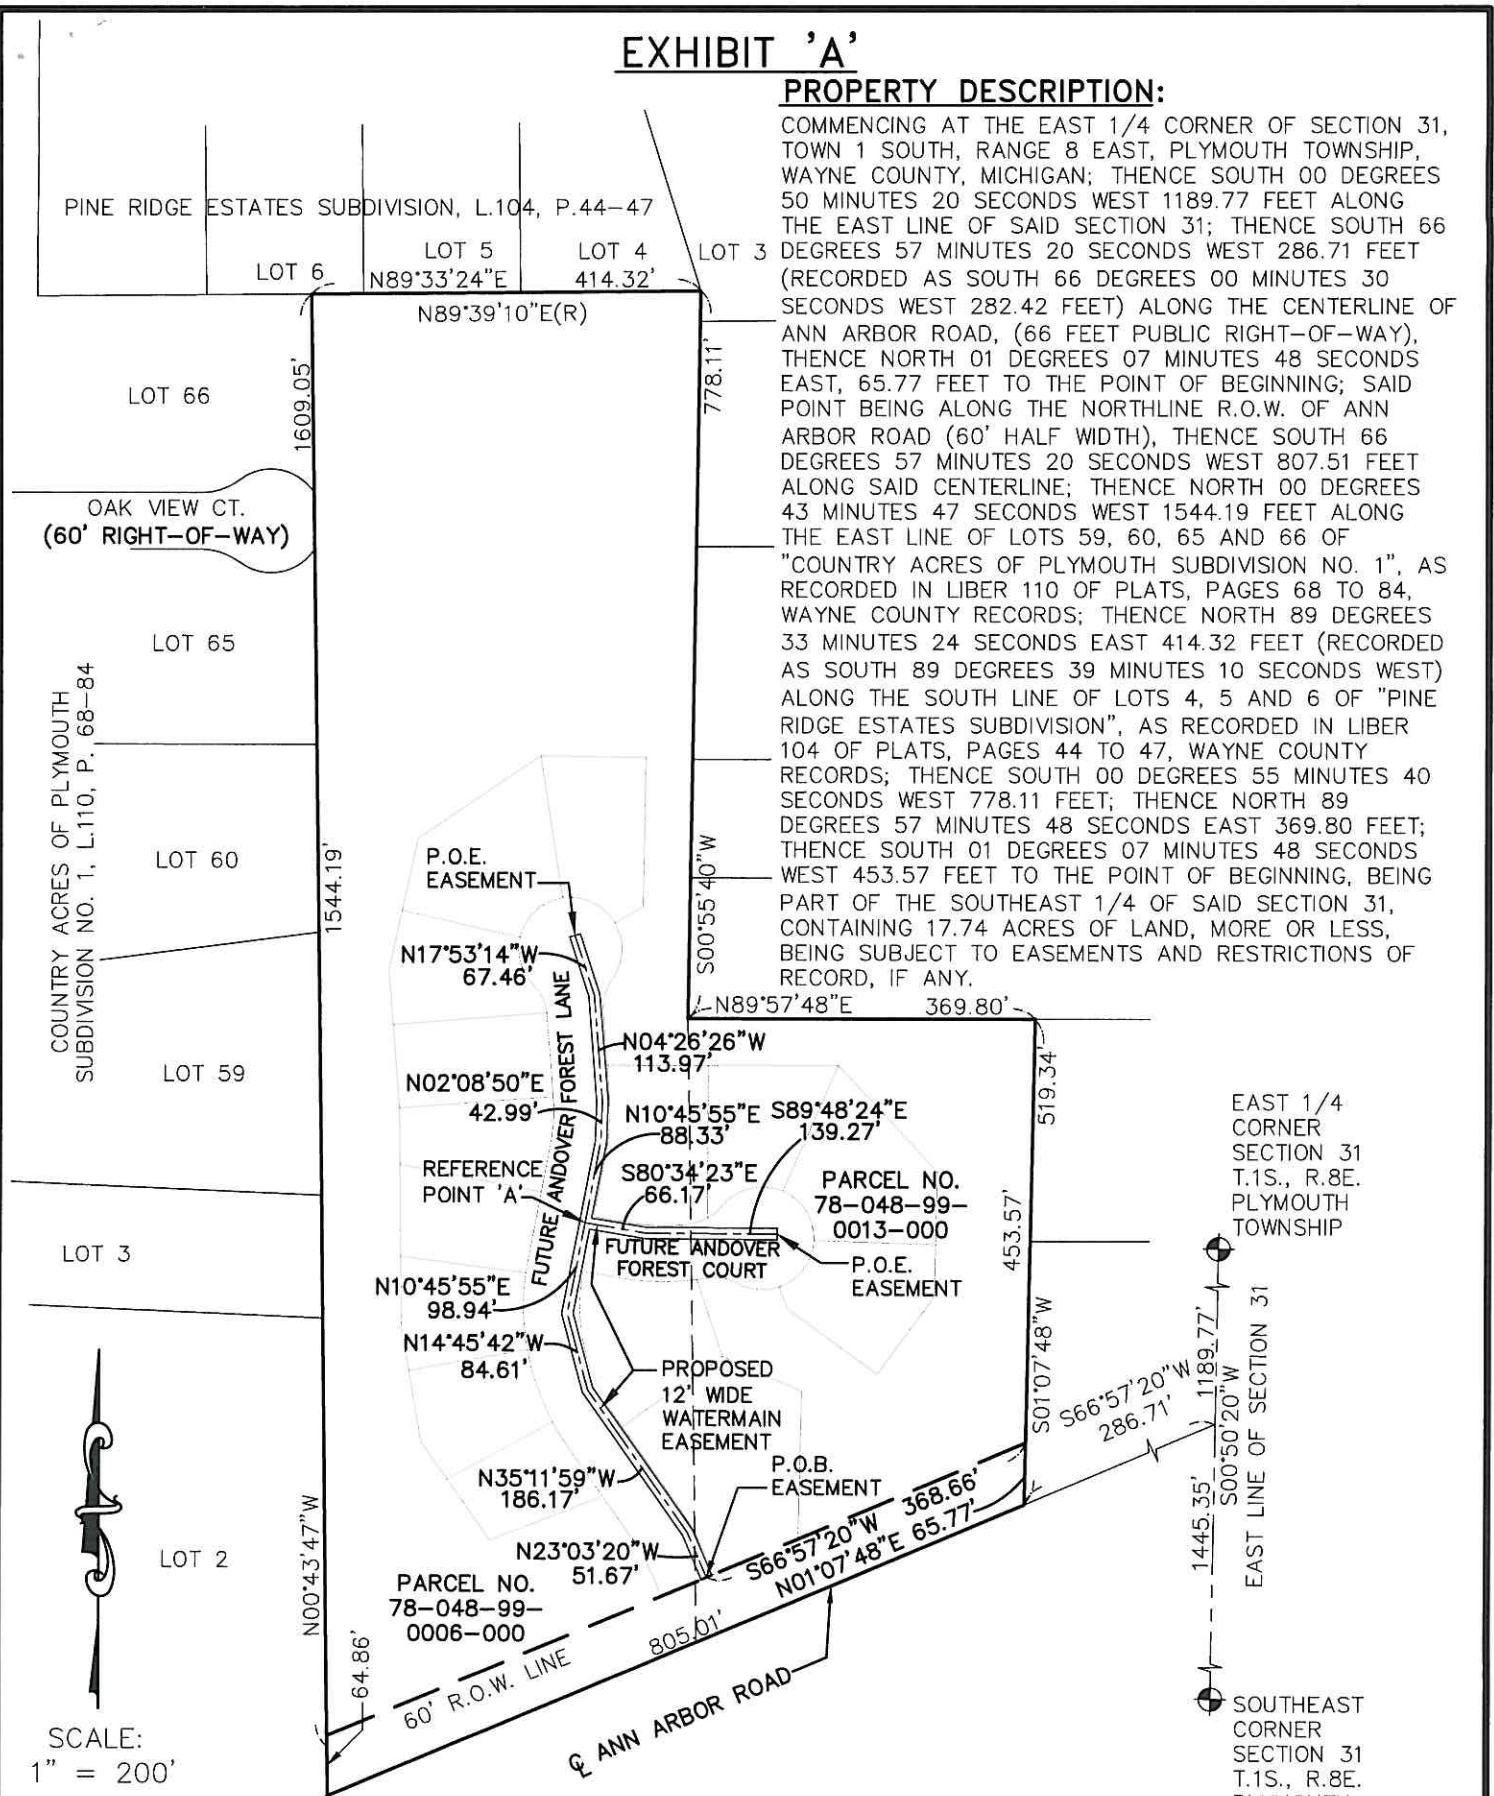 EXHIBIT 'A'
PROPERTY DESCRIPTION:
COMMENCING AT THE EAST 1/4 CORNER OF SECTION 31,
TOWN 1 SOUTH, RANGE 8 EAST, PLYMOUTH TOWNSHIP,
WAYNE COUNTY, MICHIGAN; THENCE SOUTH 00 DEGREES
50 MINUTES 20 SECONDS WEST 1189.77 FEET ALONG
THE EAST LINE OF SAID SECTION 31; THENCE SOUTH 66
DEGREES 57 MINUTES 20 SECONDS WEST 286.71 FEET
(RECORDED AS SOUTH 66 DEGREES 00 MINUTES 30
SECONDS WEST 282.42 FEET) ALONG THE CENTERLINE OF
ANN ARBOR ROAD, (66 FEET PUBLIC RIGHT-OF-WAY),
THENCE NORTH 01 DEGREES 07 MINUTES 48 SECONDS
EAST, 65.77 FEET TO THE POINT OF BEGINNING; SAID
POINT BEING ALONG THE NORTHLINE R.O.W. OF ANN
ARBOR ROAD (60' HALF WIDTH), THENCE SOUTH 66
DEGREES 57 MINUTES 20 SECONDS WEST 807.51 FEET
ALONG SAID CENTERLINE; THENCE NORTH 00 DEGREES
43 MINUTES 47 SECONDS WEST 1544.19 FEET ALONG
THE EAST LINE OF LOTS 59, 60, 65 AND 66 OF
"COUNTRY ACRES OF PLYMOUTH SUBDIVISION NO. 1", AS
RECORDED IN LIBER 110 OF PLATS, PAGES 68 TO 84,
WAYNE COUNTY RECORDS; THENCE NORTH 89 DEGREES
33 MINUTES 24 SECONDS EAST 414.32 FEET (RECORDED
AS SOUTH 89 DEGREES 39 MINUTES 10 SECONDS WEST)
ALONG THE SOUTH LINE OF LOTS 4, 5 AND 6 OF "PINE
RIDGE ESTATES SUBDIVISION", AS RECORDED IN LIBER
104 OF PLATS, PAGES 44 TO 47, WAYNE COUNTY
RECORDS; THENCE SOUTH 00 DEGREES 55 MINUTES 40
SECONDS WEST 778.11 FEET; THENCE NORTH 89
DEGREES 57 MINUTES 48 SECONDS EAST 369.80 FEET;
THENCE SOUTH 01 DEGREES 07 MINUTES 48 SECONDS
WEST 453.57 FEET TO THE POINT OF BEGINNING, BEING
PART OF THE SOUTHEAST 1/4 OF SAID SECTION 31,
CONTAINING 17.74 ACRES OF LAND, MORE OR LESS,
BEING SUBJECT TO EASEMENTS AND RESTRICTIONS OF
RECORD, IF ANY.
PINE RIDGE ESTATES SUBDIVISION, L.104, P.44-47
LOT 6
LOT 5
LOT 4
LOT 3
N89°33'24"E 414.32'
N89°39'10"E(R)
1609.05'
778.11'
LOT 66
OAK VIEW CT.
(60' RIGHT-OF-WAY)
LOT 65
COUNTRY ACRES OF PLYMOUTH
SUBDIVISION NO. 1, L.110, P. 68-84
LOT 60
1544.19'
LOT 59
LOT 3
LOT 2
N00°43'47"W
S00°55'40"W
P.O.E.
EASEMENT
N17°53'14"W
67.46'
FUTURE ANDOVER FOREST LANE
N89°57'48"E 369.80'
519.34'
N04°26'26"W
113.97'
N02°08'50"E
42.99'
N10°45'55"E
88.33'
S89°48'24"E
139.27'
REFERENCE
POINT 'A'
S80°34'23"E
66.17'
PARCEL NO.
78-048-99-
0013-000
FUTURE ANDOVER
FOREST COURT
P.O.E.
EASEMENT
453.57'
S01°07'48"W
N10°45'55"E
98.94'
N14°45'42"W
84.61'
PROPOSED
12' WIDE
WATERMAIN
EASEMENT
N35°11'59"W
186.17'
P.O.B.
EASEMENT
N23°03'20"W
51.67'
S66°57'20"W 368.66'
N01°07'48"E 65.77'
PARCEL NO.
78-048-99-
0006-000
64.86'
60' R.O.W. LINE
805.01'
℄ ANN ARBOR ROAD
EAST 1/4
CORNER
SECTION 31
T.1S., R.8E.
PLYMOUTH
TOWNSHIP
1189.77'
S00°50'20"W
EAST LINE OF SECTION 31
S66°57'20"W
286.71'
1445.35'
SOUTHEAST
CORNER
SECTION 31
T.1S., R.8E.
SCALE:
1" = 200'